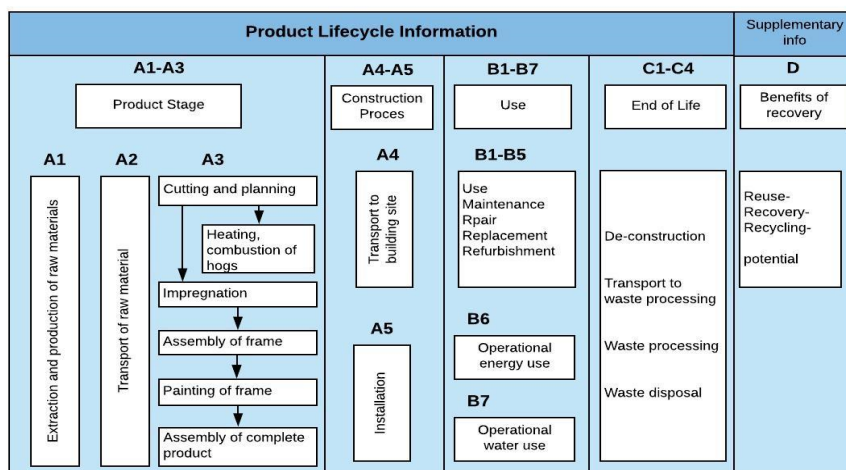 Product Lifecycle Information
Supplementary
info
A1-A3
A4-A5
B1-B7
C1-C4
D
Product Stage
Construction
Proces
Use
End of Life
Benefits of
recovery
A1
Extraction and production of raw materials
A2
Transport of raw material
A3
Cutting and planning
Heating,
combustion of
hogs
Impregnation
Assembly of frame
Painting of frame
Assembly of complete
product
A4
Transport to
building site
A5
Installation
B1-B5
Use
Maintenance
Rpair
Replacement
Refurbishment
B6
Operational
energy use
B7
Operational
water use
De-construction
Transport to
waste processing
Waste processing
Waste disposal
Reuse-
Recovery-
Recycling-
potential